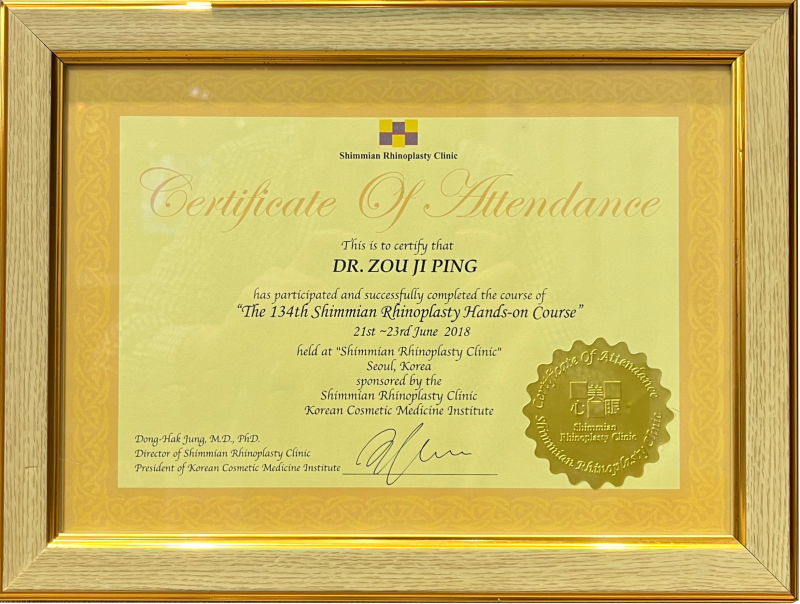 Shimmian Rhinoplasty Clinic
Certificate Of Attendance
This is to certify that
DR. ZOU JI PING
has participated and successfully completed the course of
"The 134th Shimmian Rhinoplasty Hands-on Course"
21st ~23rd June 2018
held at "Shimmian Rhinoplasty Clinic"
Seoul, Korea
sponsored by the
Shimmian Rhinoplasty Clinic
Korean Cosmetic Medicine Institute
Dong-Hak Jung, M.D., PhD.
Director of Shimmian Rhinoplasty Clinic
President of Korean Cosmetic Medicine Institute
Certificate Of Attendance
美
心 眼
Shimmian
Rhinoplasty Clinic
Shimmian Rhinoplasty Clinic